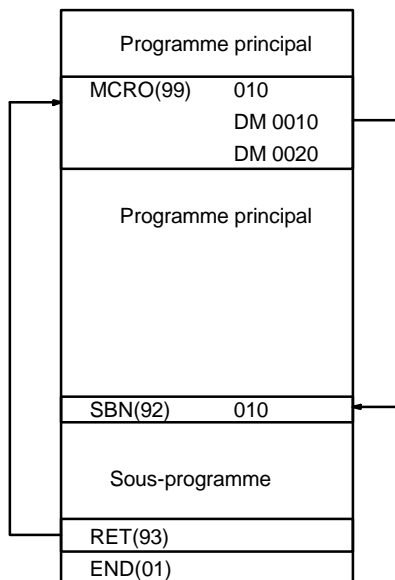 Programme principal
MCRO(99) 010
DM 0010
DM 0020
Programme principal
SBN(92) 010
Sous-programme
RET(93)
END(01)